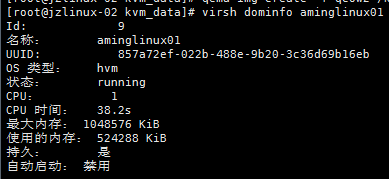 [root@jzlinux-02 kvm_data]# virsh dominfo aminglinux01
Id: 9
名称: aminglinux01
UUID: 857a72ef-022b-488e-9b20-3c36d69b16eb
OS 类型: hvm
状态: running
CPU: 1
CPU 时间: 38.2s
最大内存: 1048576 KiB
使用的内存: 524288 KiB
持久: 是
自动启动: 禁用